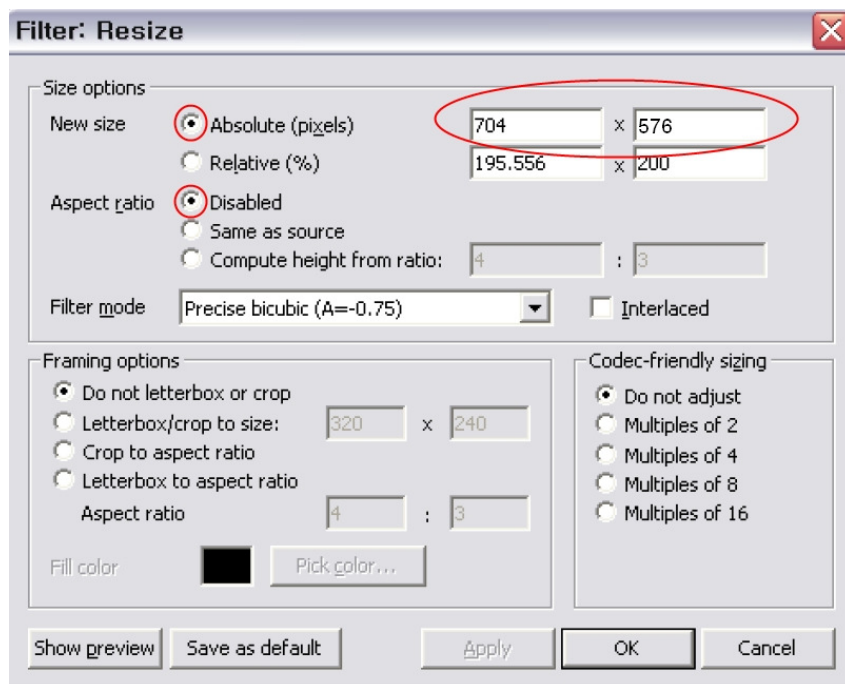 Filter: Resize
Size options
New size
Absolute (pixels) 704 x 576
Relative (%) 195.556 x 200
Aspect ratio
Disabled
Same as source
Compute height from ratio: 4 : 3
Filter mode Precise bicubic (A=-0.75) Interlaced
Framing options
Do not letterbox or crop
Letterbox/crop to size: 320 x 240
Crop to aspect ratio
Letterbox to aspect ratio
Aspect ratio 4 : 3
Fill color Pick color...
Codec-friendly sizing
Do not adjust
Multiples of 2
Multiples of 4
Multiples of 8
Multiples of 16
Show preview Save as default Apply OK Cancel